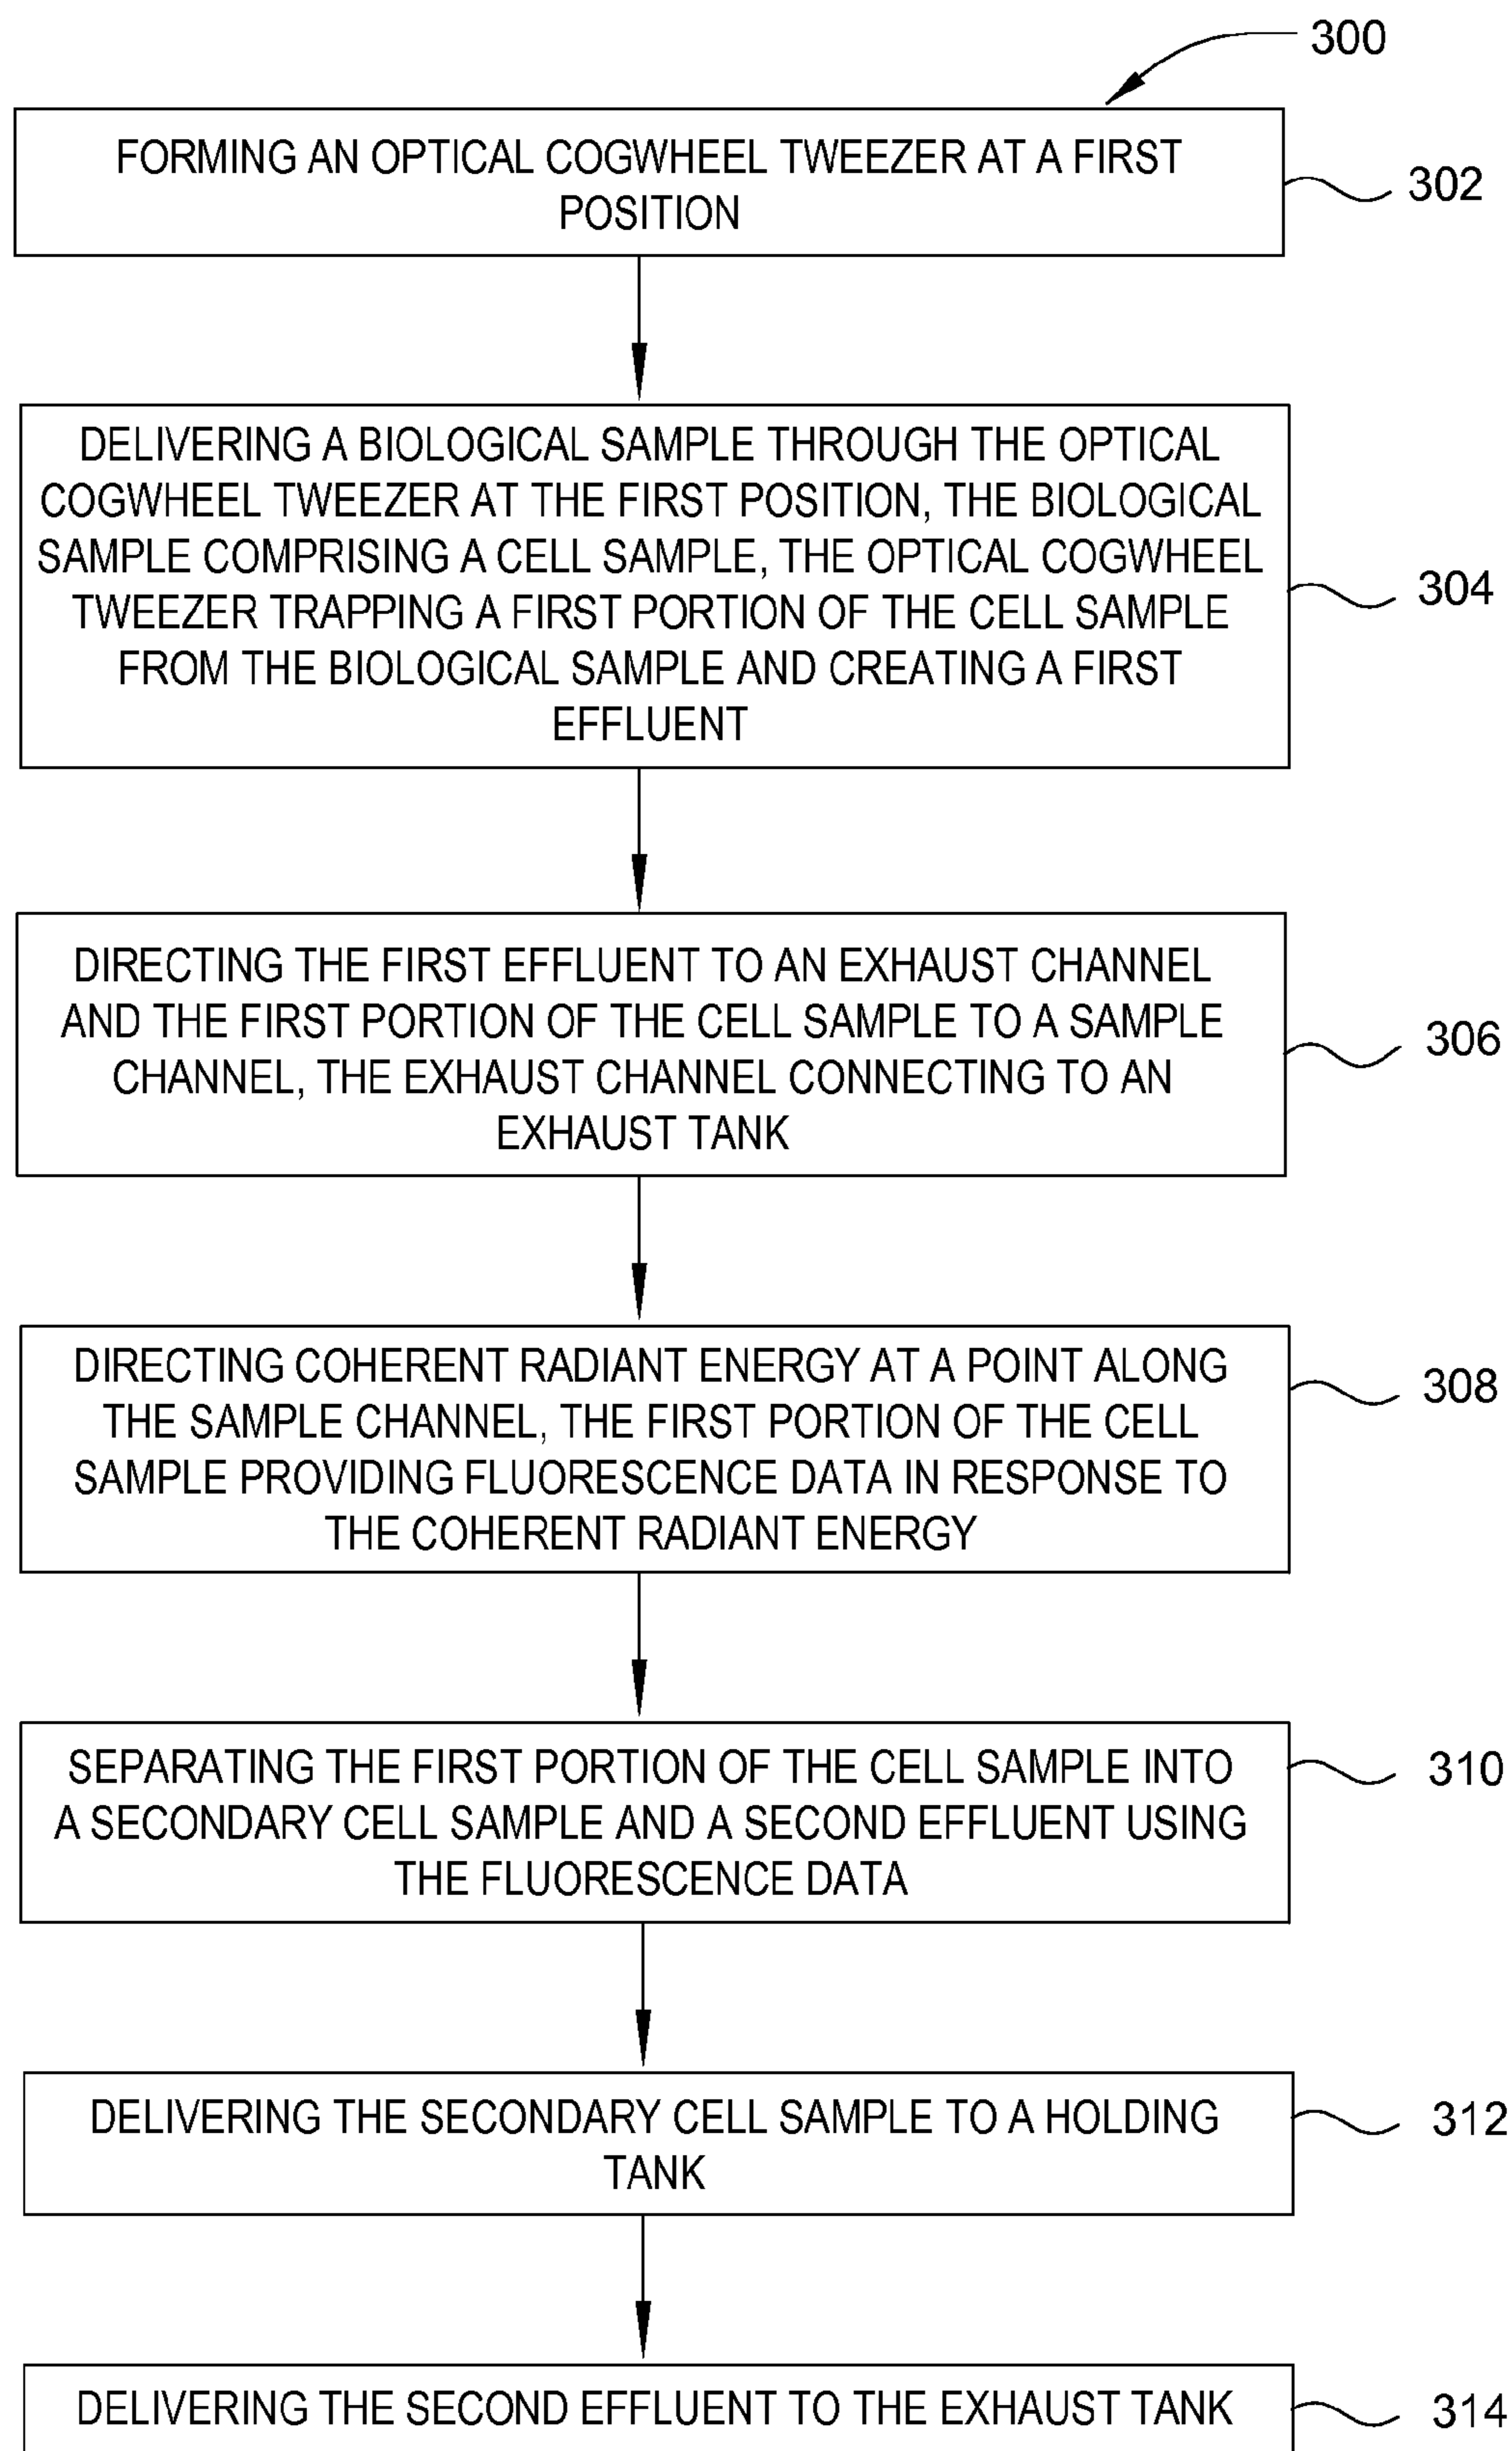 300
FORMING AN OPTICAL COGWHEEL TWEEZER AT A FIRST
POSITION
302
DELIVERING A BIOLOGICAL SAMPLE THROUGH THE OPTICAL
COGWHEEL TWEEZER AT THE FIRST POSITION, THE BIOLOGICAL
SAMPLE COMPRISING A CELL SAMPLE, THE OPTICAL COGWHEEL
TWEEZER TRAPPING A FIRST PORTION OF THE CELL SAMPLE
FROM THE BIOLOGICAL SAMPLE AND CREATING A FIRST
EFFLUENT
304
DIRECTING THE FIRST EFFLUENT TO AN EXHAUST CHANNEL
AND THE FIRST PORTION OF THE CELL SAMPLE TO A SAMPLE
CHANNEL, THE EXHAUST CHANNEL CONNECTING TO AN
EXHAUST TANK
306
DIRECTING COHERENT RADIANT ENERGY AT A POINT ALONG
THE SAMPLE CHANNEL, THE FIRST PORTION OF THE CELL
SAMPLE PROVIDING FLUORESCENCE DATA IN RESPONSE TO
THE COHERENT RADIANT ENERGY
308
SEPARATING THE FIRST PORTION OF THE CELL SAMPLE INTO
A SECONDARY CELL SAMPLE AND A SECOND EFFLUENT USING
THE FLUORESCENCE DATA
310
DELIVERING THE SECONDARY CELL SAMPLE TO A HOLDING
TANK
312
DELIVERING THE SECOND EFFLUENT TO THE EXHAUST TANK
314